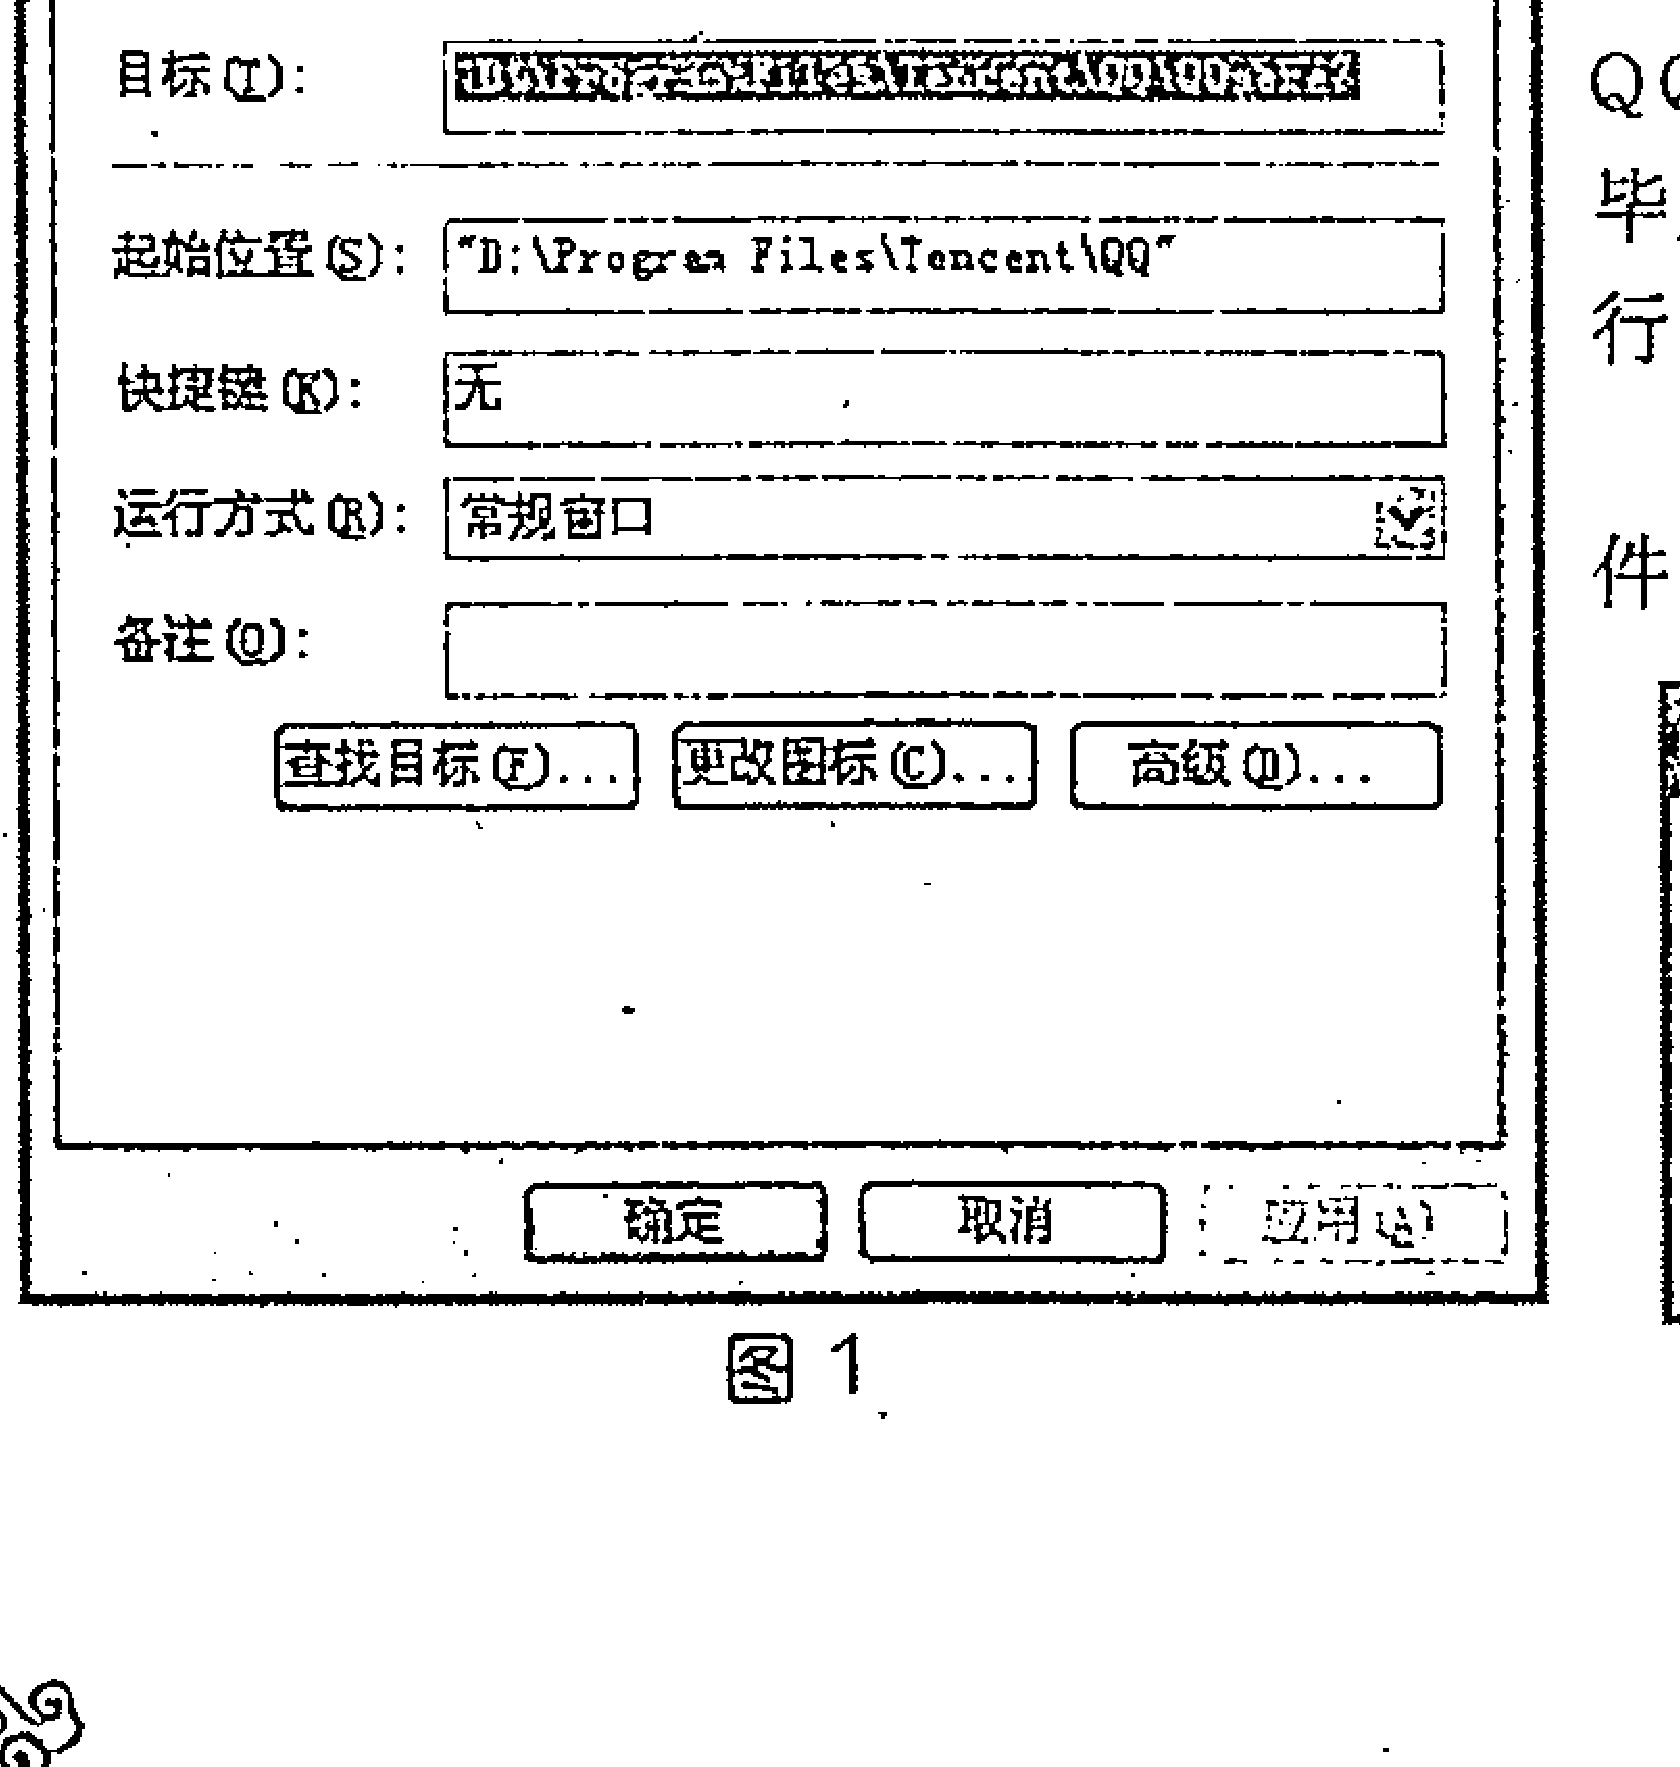 目标(T):
起始位置(S): "D:\Program Files\Tencent\QQ"
快捷键(K): 无
运行方式(R): 常规窗口
备注(O):
查找目标(F)... 更改图标(C)... 高级(D)...
确定 取消 应用(A)
图 1
Q
毕
行
件